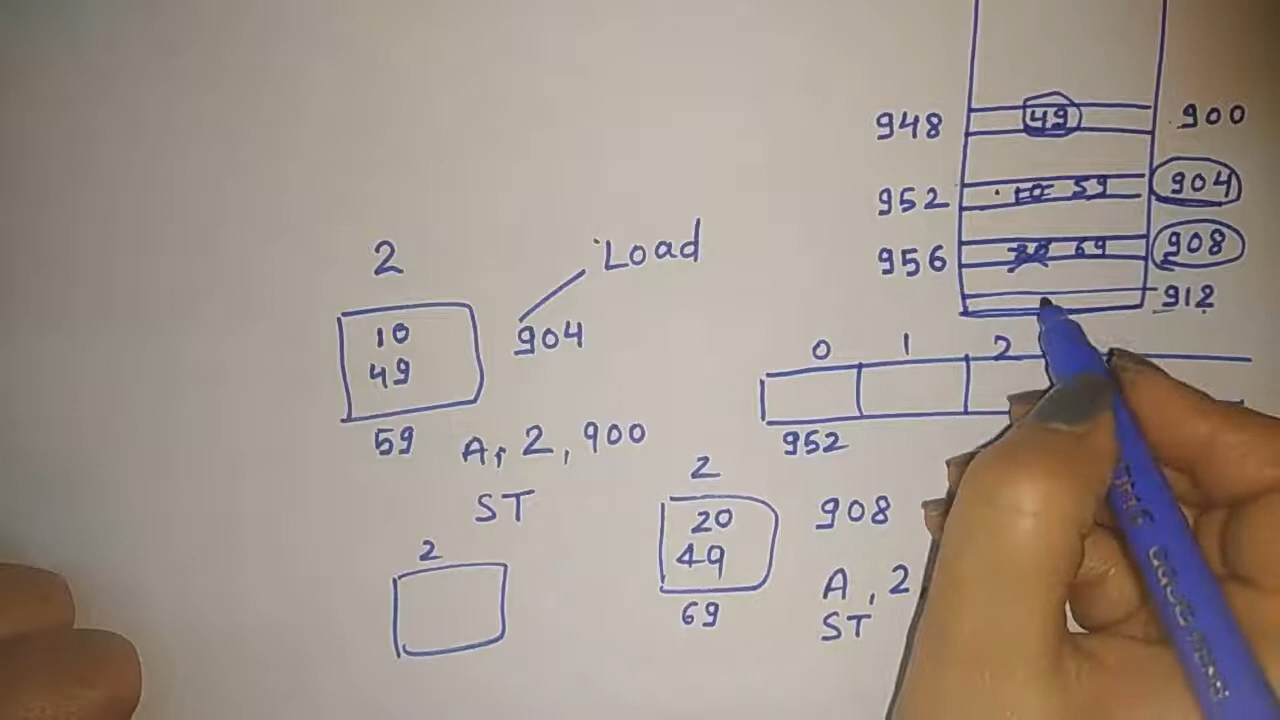 948 49 900
952 10 59 904
956 20 69 908
912
Load
2
10
49
904
59
A, 2, 900
ST
2
0 1 2
952
2
20
49
69
908
A, 2
ST